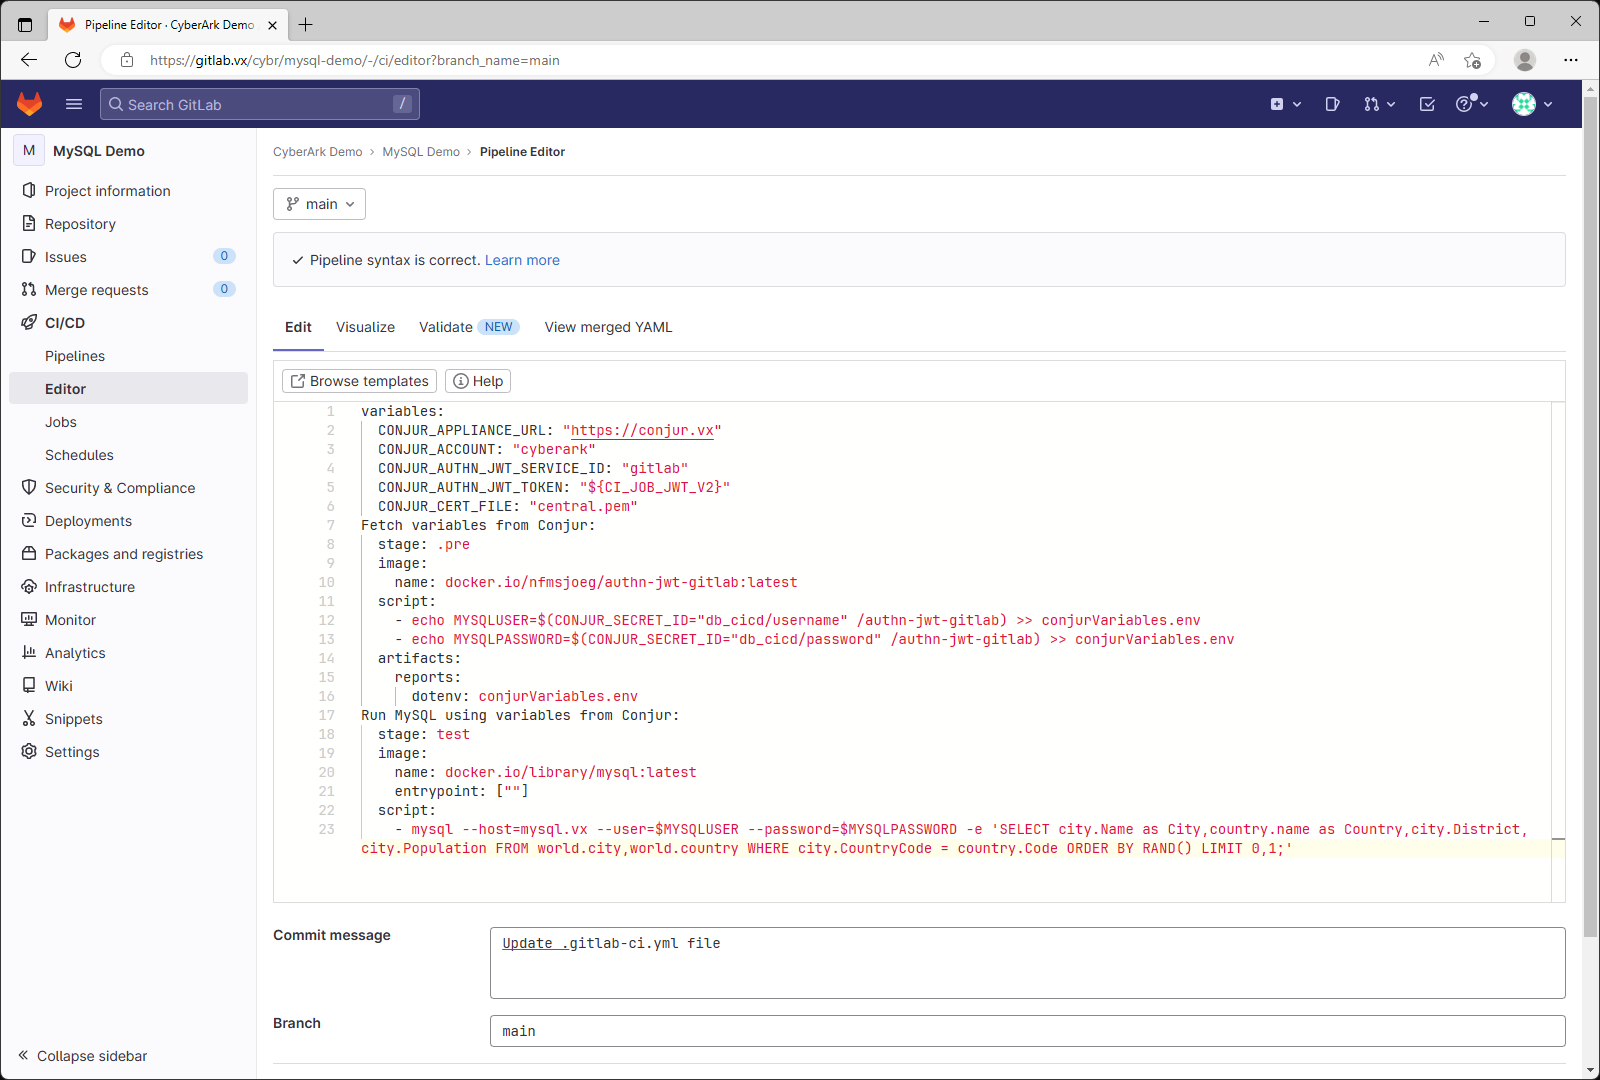 Pipeline Editor · CyberArk Demo
https://gitlab.vx/cybr/mysql-demo/-/ci/editor?branch_name=main
Search GitLab /
M MySQL Demo
Project information
Repository
Issues 0
Merge requests 0
CI/CD
Pipelines
Editor
Jobs
Schedules
Security & Compliance
Deployments
Packages and registries
Infrastructure
Monitor
Analytics
Wiki
Snippets
Settings
Collapse sidebar
CyberArk Demo › MySQL Demo › Pipeline Editor
main
Pipeline syntax is correct. Learn more
Edit Visualize Validate NEW View merged YAML
Browse templates Help
1 variables:
2 CONJUR_APPLIANCE_URL: "https://conjur.vx"
3 CONJUR_ACCOUNT: "cyberark"
4 CONJUR_AUTHN_JWT_SERVICE_ID: "gitlab"
5 CONJUR_AUTHN_JWT_TOKEN: "${CI_JOB_JWT_V2}"
6 CONJUR_CERT_FILE: "central.pem"
7 Fetch variables from Conjur:
8 stage: .pre
9 image:
10 name: docker.io/nfmsjoeg/authn-jwt-gitlab:latest
11 script:
12 - echo MYSQLUSER=$(CONJUR_SECRET_ID="db_cicd/username" /authn-jwt-gitlab) >> conjurVariables.env
13 - echo MYSQLPASSWORD=$(CONJUR_SECRET_ID="db_cicd/password" /authn-jwt-gitlab) >> conjurVariables.env
14 artifacts:
15 reports:
16 dotenv: conjurVariables.env
17 Run MySQL using variables from Conjur:
18 stage: test
19 image:
20 name: docker.io/library/mysql:latest
21 entrypoint: [""]
22 script:
23 - mysql --host=mysql.vx --user=$MYSQLUSER --password=$MYSQLPASSWORD -e 'SELECT city.Name as City,country.name as Country,city.District,
city.Population FROM world.city,world.country WHERE city.CountryCode = country.Code ORDER BY RAND() LIMIT 0,1;'
Commit message
Update .gitlab-ci.yml file
Branch
main